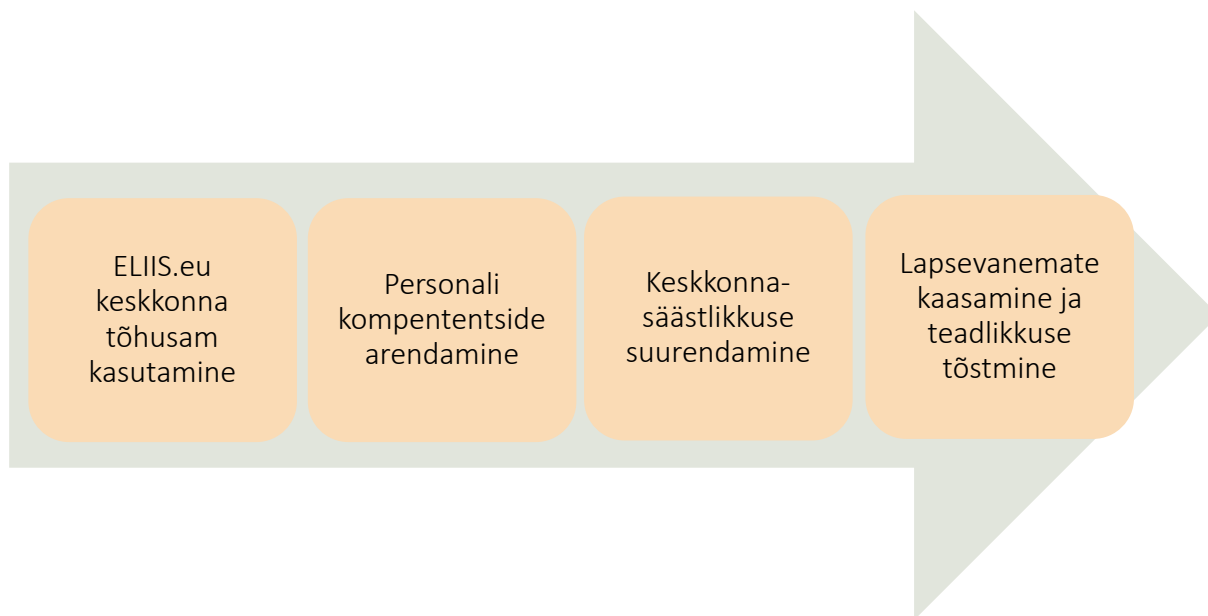 ELIIS.eu
keskkonna
tõhusam
kasutamine
Personali
kompententside
arendamine
Keskkonna-
säästlikkuse
suurendamine
Lapsevanemate
kaasamine ja
teadlikkuse
tõstmine